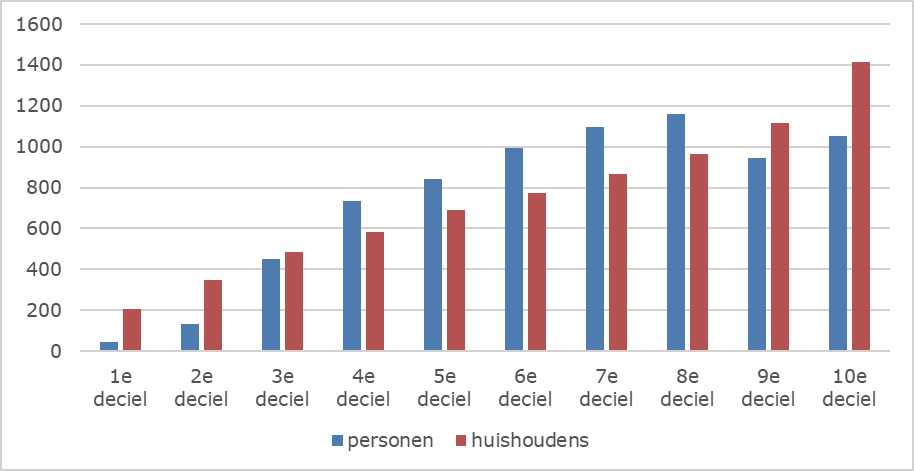 1600
1400
1200
1000
800
600
400
200
0
1e deciel
2e deciel
3e deciel
4e deciel
5e deciel
6e deciel
7e deciel
8e deciel
9e deciel
10e deciel
personen huishoudens